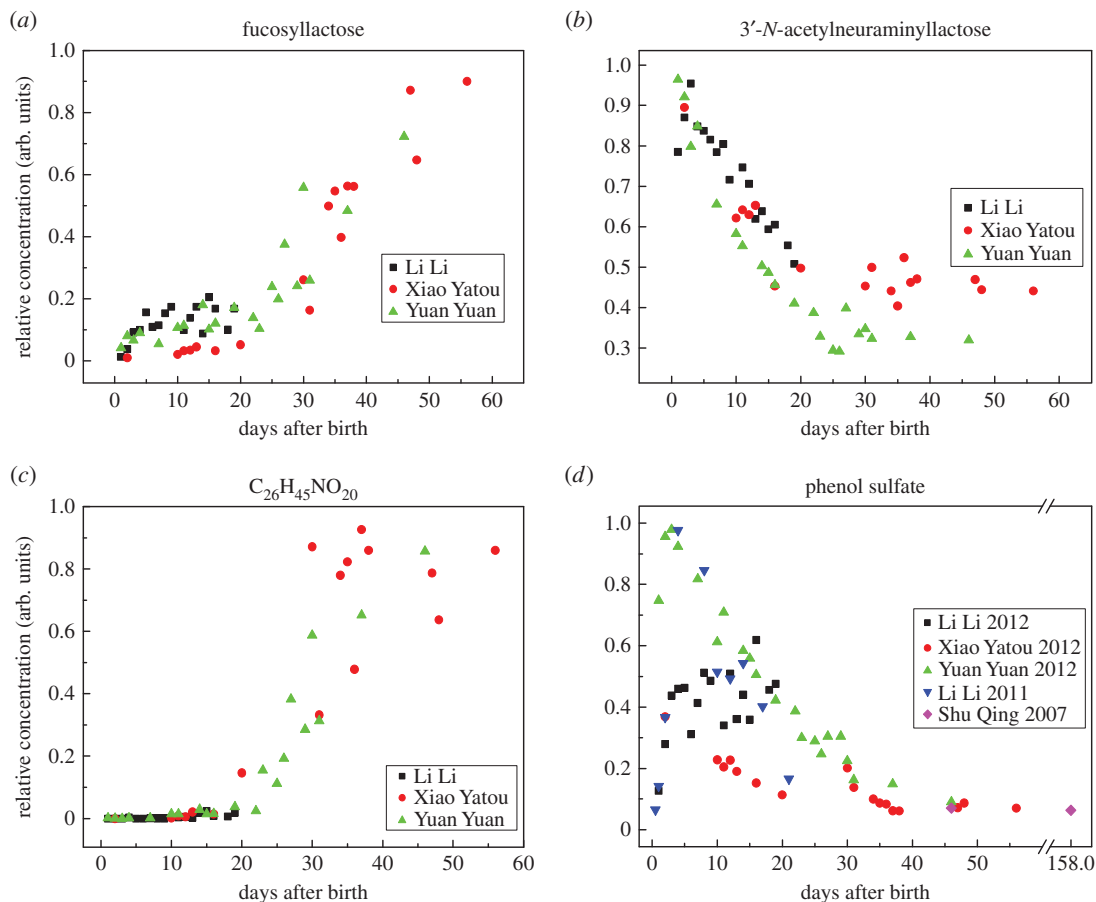 (a)
fucosyllactose
1.0
0.8
0.6
0.4
0.2
0
relative concentration (arb. units)
Li Li
Xiao Yatou
Yuan Yuan
0 10 20 30 40 50 60
days after birth
(b)
3′-N-acetylneuraminyllactose
1.0
0.9
0.8
0.7
0.6
0.5
0.4
0.3
Li Li
Xiao Yatou
Yuan Yuan
0 10 20 30 40 50 60
days after birth
(c)
C26H45NO20
1.0
0.8
0.6
0.4
0.2
0
relative concentration (arb. units)
Li Li
Xiao Yatou
Yuan Yuan
0 10 20 30 40 50 60
days after birth
(d)
phenol sulfate
1.0
0.8
0.6
0.4
0.2
0
Li Li 2012
Xiao Yatou 2012
Yuan Yuan 2012
Li Li 2011
Shu Qing 2007
0 10 20 30 40 50 158.0
days after birth